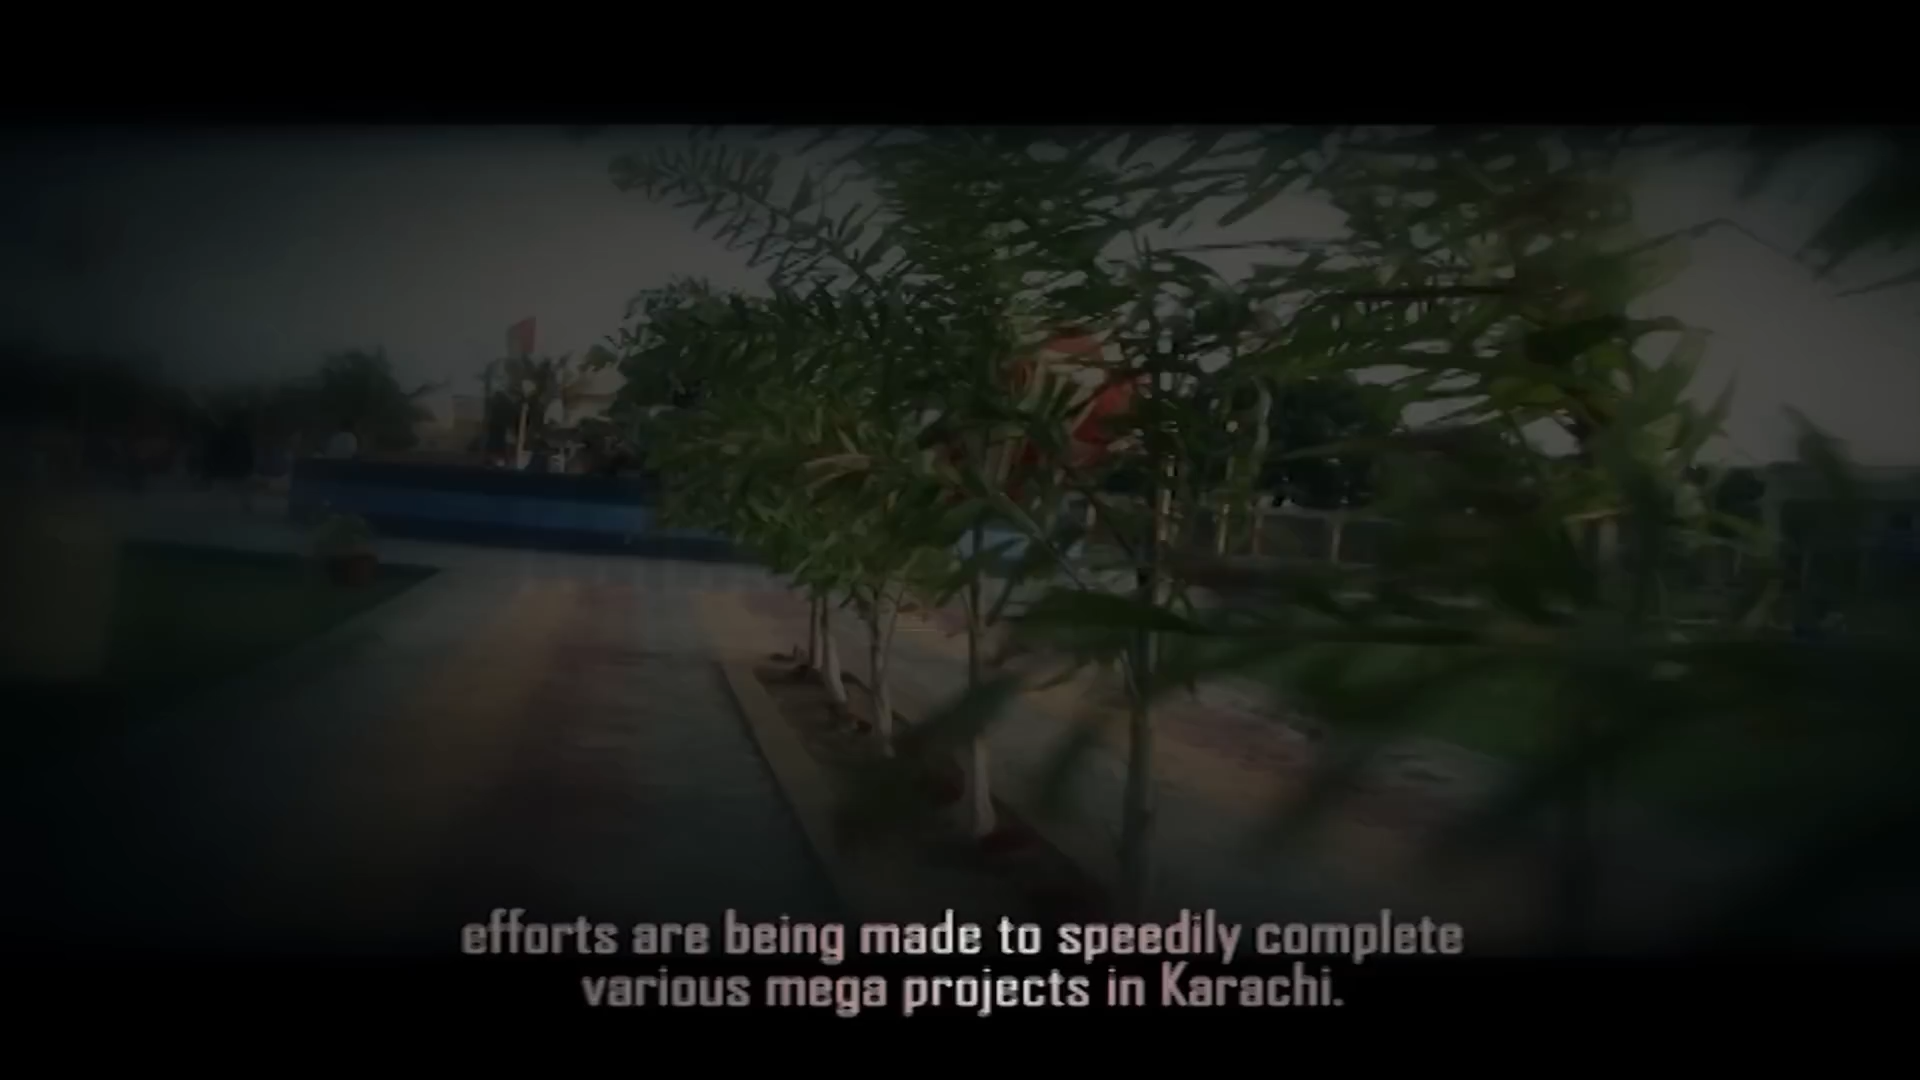 efforts are being made to speedily complete
various mega projects in Karachi.